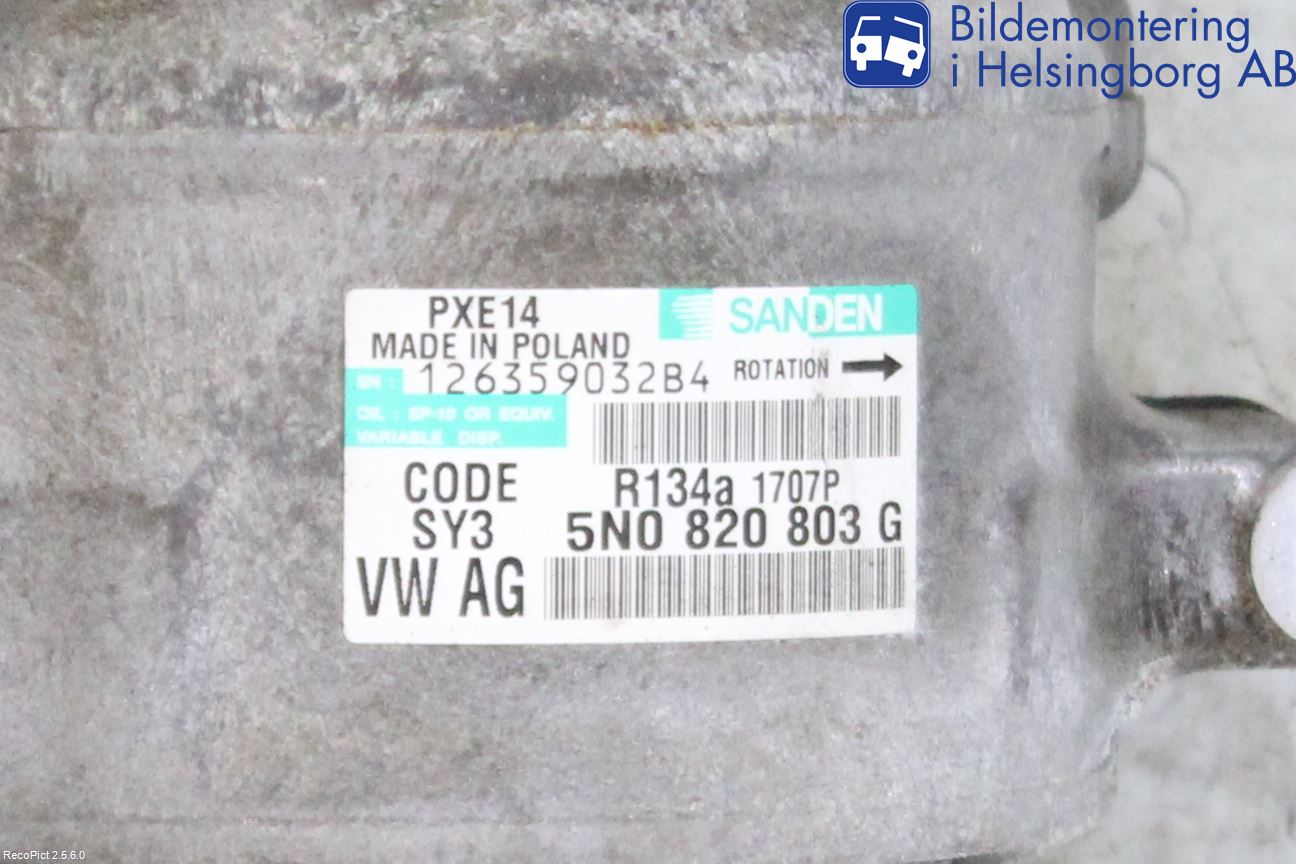 Bildemontering
i Helsingborg AB
PXE14
SANDEN
MADE IN POLAND
SN : 126359032B4
ROTATION
OIL : SP-10 OR EQUIV.
VARIABLE DISP.
CODE R134a 1707P
SY3 5N0 820 803 G
VW AG
RecoPict 2.5.6.0